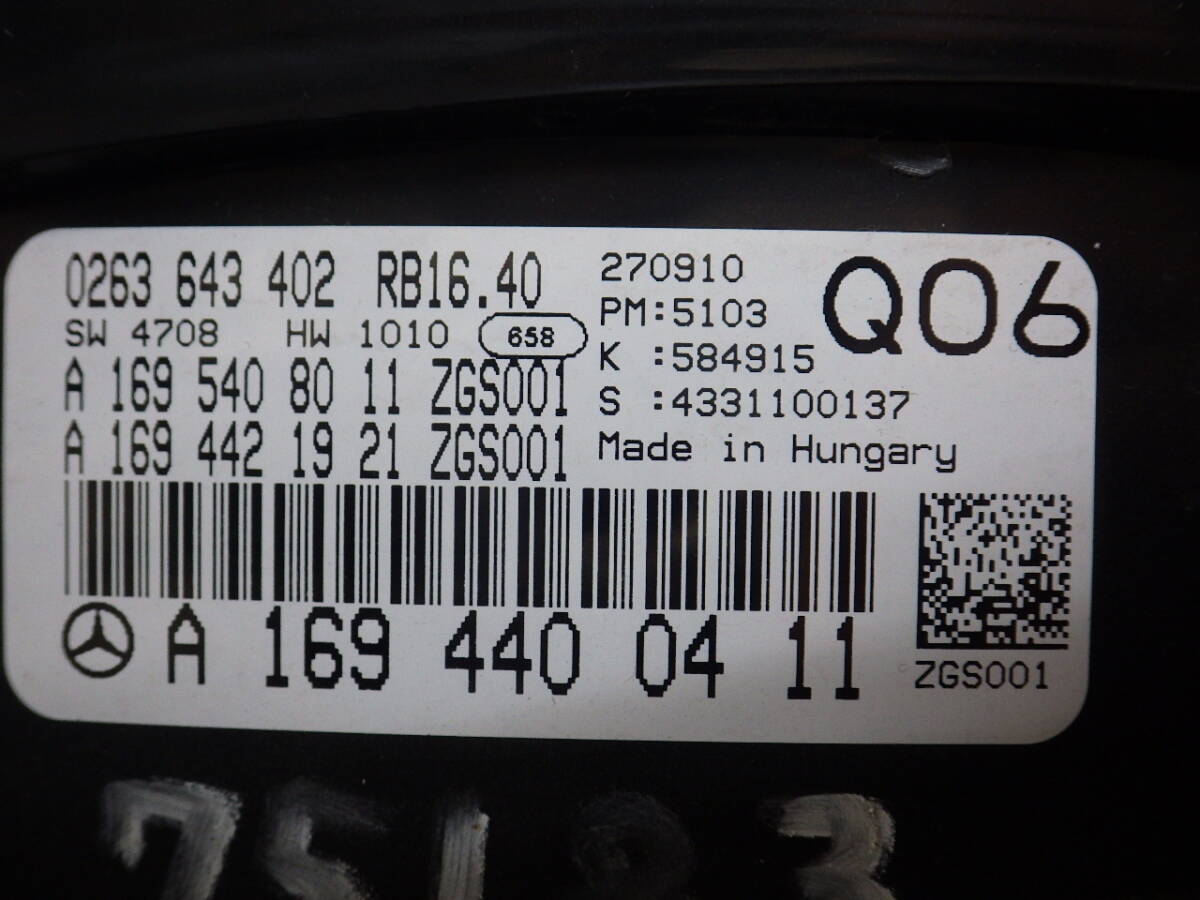 0263 643 402 RB16.40
SW 4708 HW 1010 658
A 169 540 80 11 ZGS001
A 169 442 19 21 ZGS001
270910
PM:5103
K :584915
S :4331100137
Made in Hungary
Q06
A 169 440 04 11
ZGS001